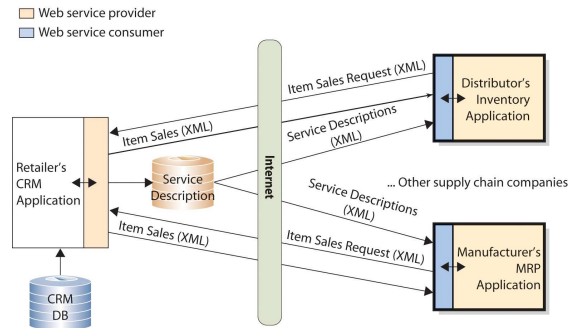 Web service provider
Web service consumer
Item Sales Request (XML)
Item Sales (XML)
Service Descriptions
(XML)
Distributor's
Inventory
Application
Retailer's
CRM
Application
Service
Description
Internet
... Other supply chain companies
Service Descriptions
(XML)
Item Sales Request (XML)
Item Sales (XML)
Manufacturer's
MRP
Application
CRM
DB